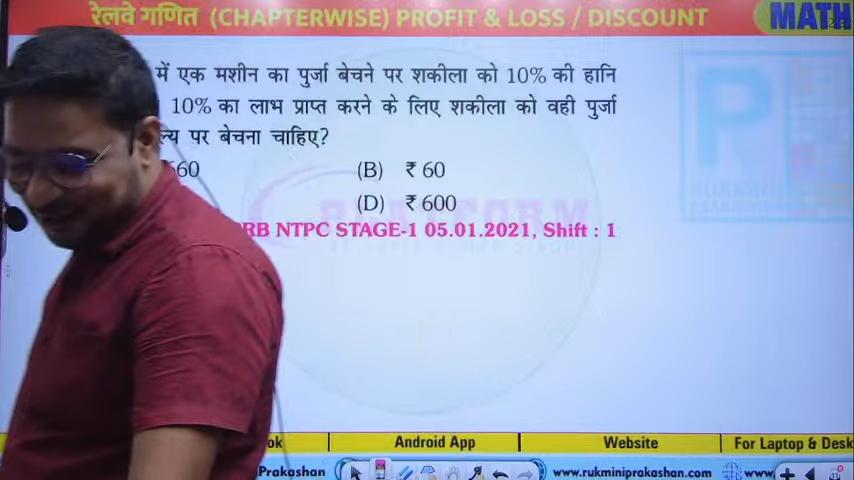 रेलवे गणित (CHAPTERWISE) PROFIT & LOSS / DISCOUNT
MATH
में एक मशीन का पुर्जा बेचने पर शकीला को 10% की हानि
10% का लाभ प्राप्त करने के लिए शकीला को वही पुर्जा
पर बेचना चाहिए?
660
(B) ₹ 60
(D) ₹ 600
RB NTPC STAGE-1 05.01.2021, Shift : 1
Android App
Website
For Laptop & Desk
Prakashan
www.rukminiprakashan.com
www.